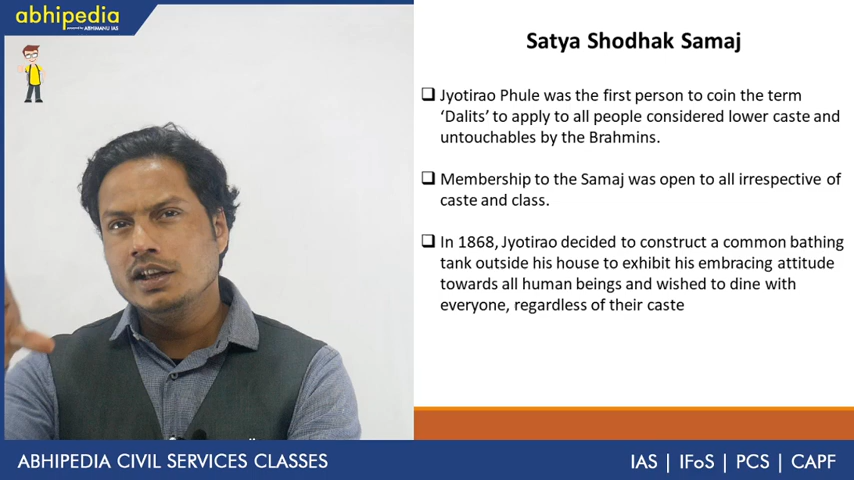 abhipedia
powered by ABHIMANU IAS
Satya Shodhak Samaj
Jyotirao Phule was the first person to coin the term
‘Dalits’ to apply to all people considered lower caste and
untouchables by the Brahmins.
Membership to the Samaj was open to all irrespective of
caste and class.
In 1868, Jyotirao decided to construct a common bathing
tank outside his house to exhibit his embracing attitude
towards all human beings and wished to dine with
everyone, regardless of their caste
ABHIPEDIA CIVIL SERVICES CLASSES
IAS | IFoS | PCS | CAPF